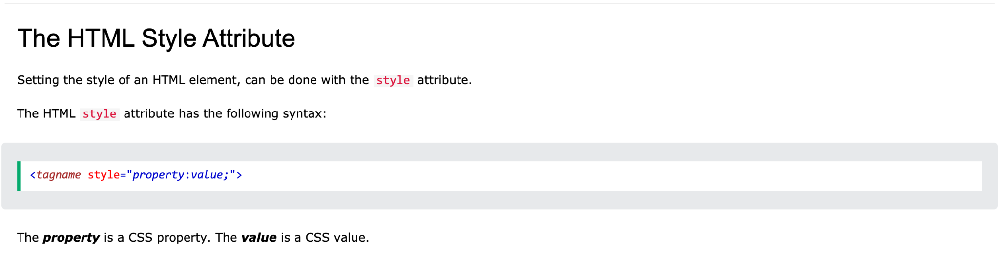 The HTML Style Attribute
Setting the style of an HTML element, can be done with the style attribute.
The HTML style attribute has the following syntax:
<tagname style="property:value;">
The property is a CSS property. The value is a CSS value.